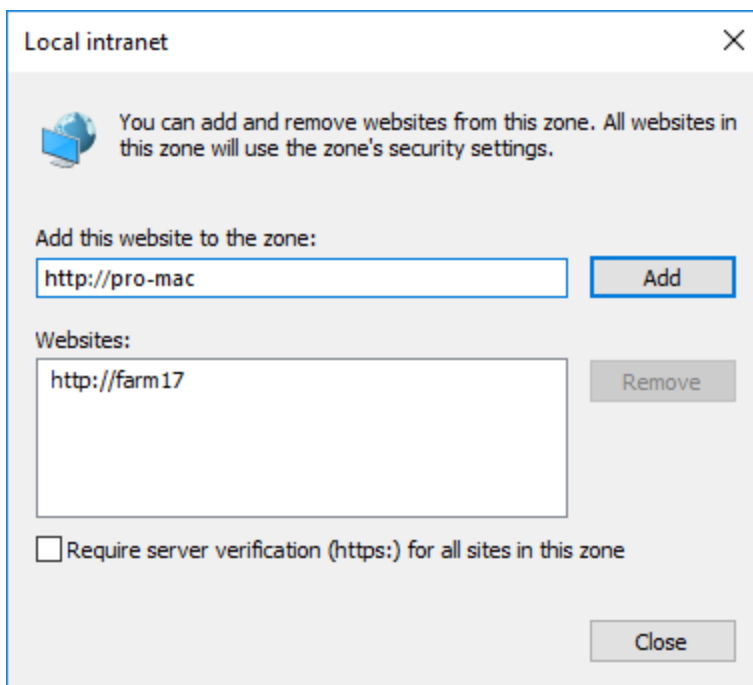 Local intranet
You can add and remove websites from this zone. All websites in
this zone will use the zone's security settings.
Add this website to the zone:
http://pro-mac
Add
Websites:
http://farm17
Remove
Require server verification (https:) for all sites in this zone
Close